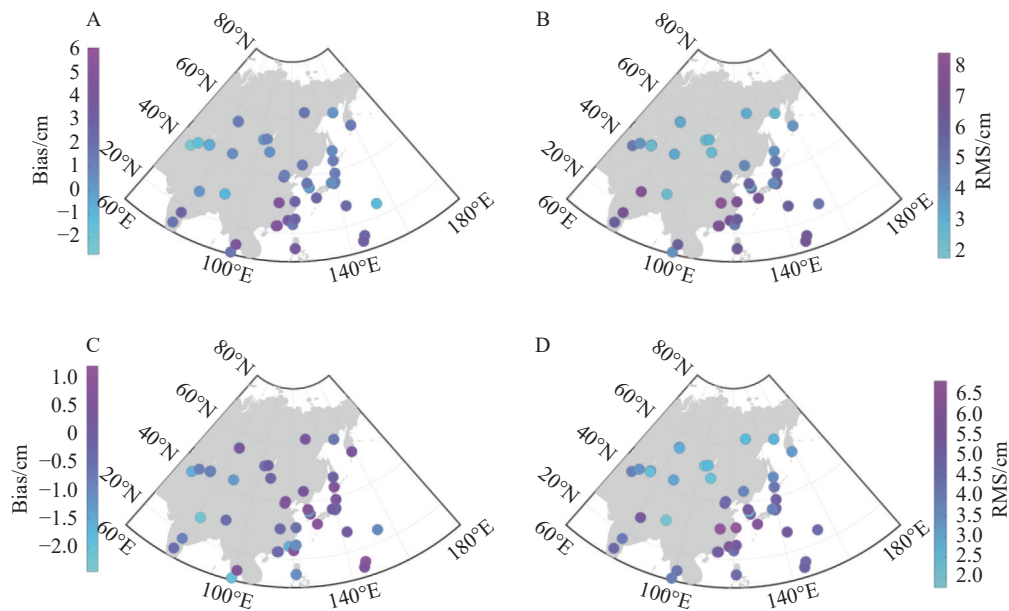 A
80°N
60°N
40°N
20°N
60°E
100°E
140°E
180°E
Bias/cm
6
5
4
3
2
1
0
−1
−2
B
80°N
60°N
40°N
20°N
60°E
100°E
140°E
180°E
RMS/cm
8
7
6
5
4
3
2
C
80°N
60°N
40°N
20°N
60°E
100°E
140°E
180°E
Bias/cm
1.0
0.5
0
−0.5
−1.0
−1.5
−2.0
D
80°N
60°N
40°N
20°N
60°E
100°E
140°E
180°E
RMS/cm
6.5
6.0
5.5
5.0
4.5
4.0
3.5
3.0
2.5
2.0